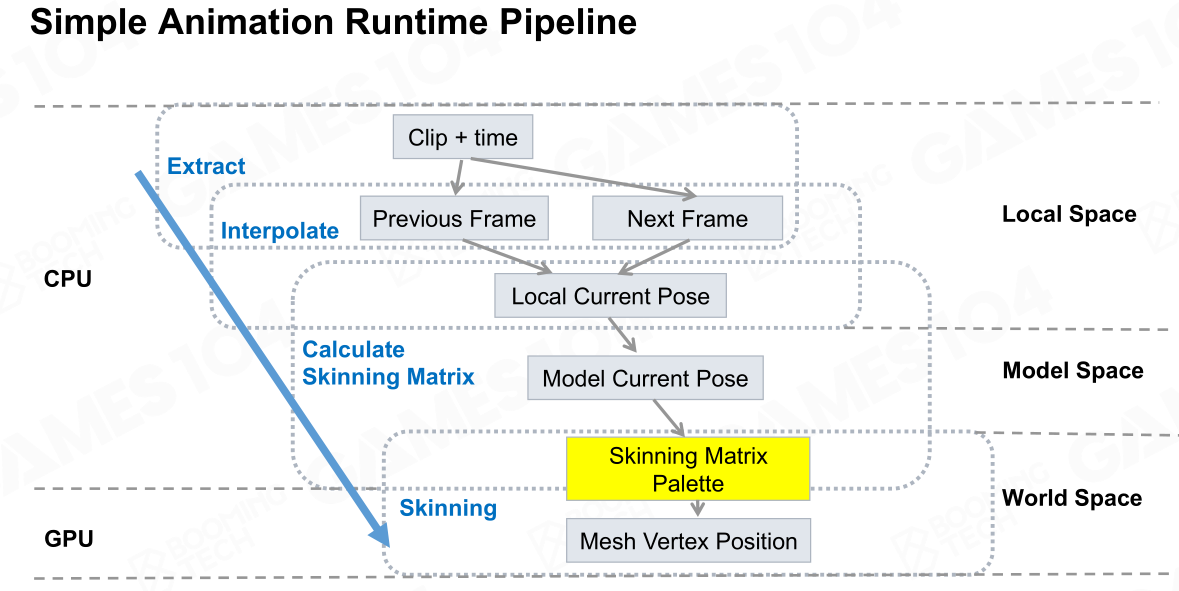 Simple Animation Runtime Pipeline
Clip + time
Extract
Previous Frame
Next Frame
Local Space
Interpolate
CPU
Local Current Pose
Calculate
Skinning Matrix
Model Current Pose
Model Space
Skinning Matrix
Palette
World Space
Skinning
GPU
Mesh Vertex Position
GAMES104
BOOMING
TECH